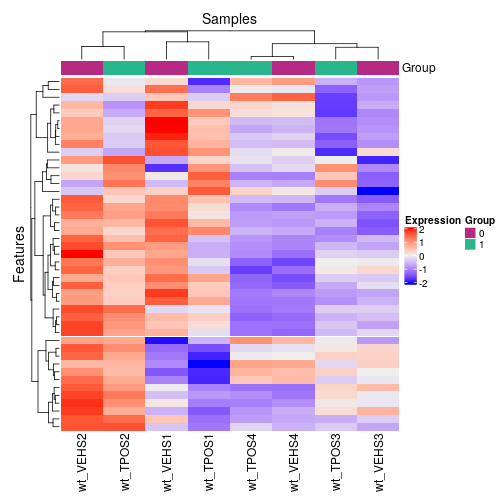 Samples
Group
Features
Expression
2
1
0
-1
-2
Group
0
1
wt_VEHS2
wt_TPOS2
wt_VEHS1
wt_TPOS1
wt_TPOS4
wt_VEHS4
wt_TPOS3
wt_VEHS3